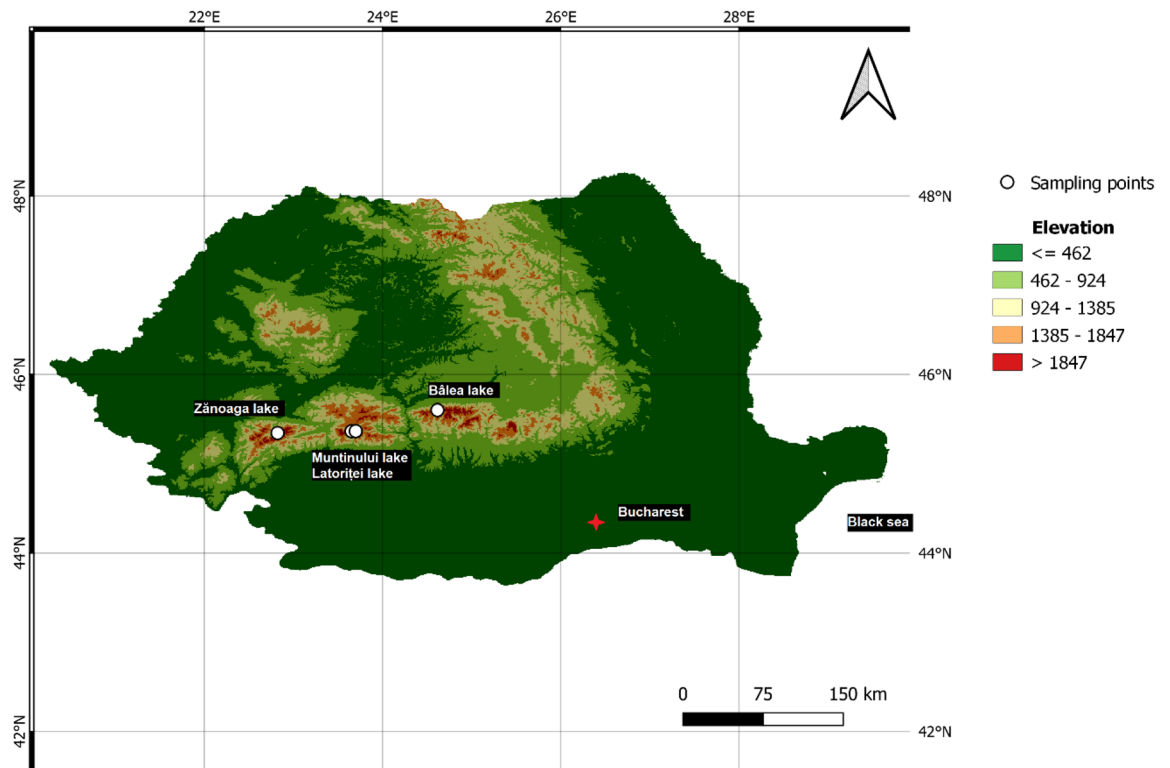 22°E 24°E 26°E 28°E
48°N 48°N
Sampling points
Elevation
<= 462
462 - 924
924 - 1385
1385 - 1847
> 1847
46°N 46°N
Bâlea lake
Zănoaga lake
Muntinului lake
Latoriței lake
Bucharest
Black sea
44°N 44°N
0 75 150 km
42°N 42°N